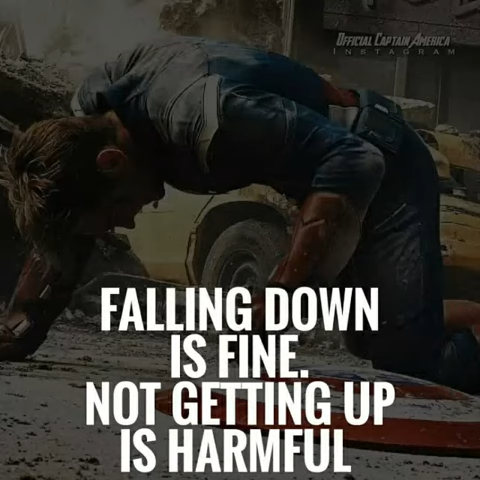 OFFICIAL CAPTAIN AMERICA
INSTAGRAM
FALLING DOWN
IS FINE.
NOT GETTING UP
IS HARMFUL